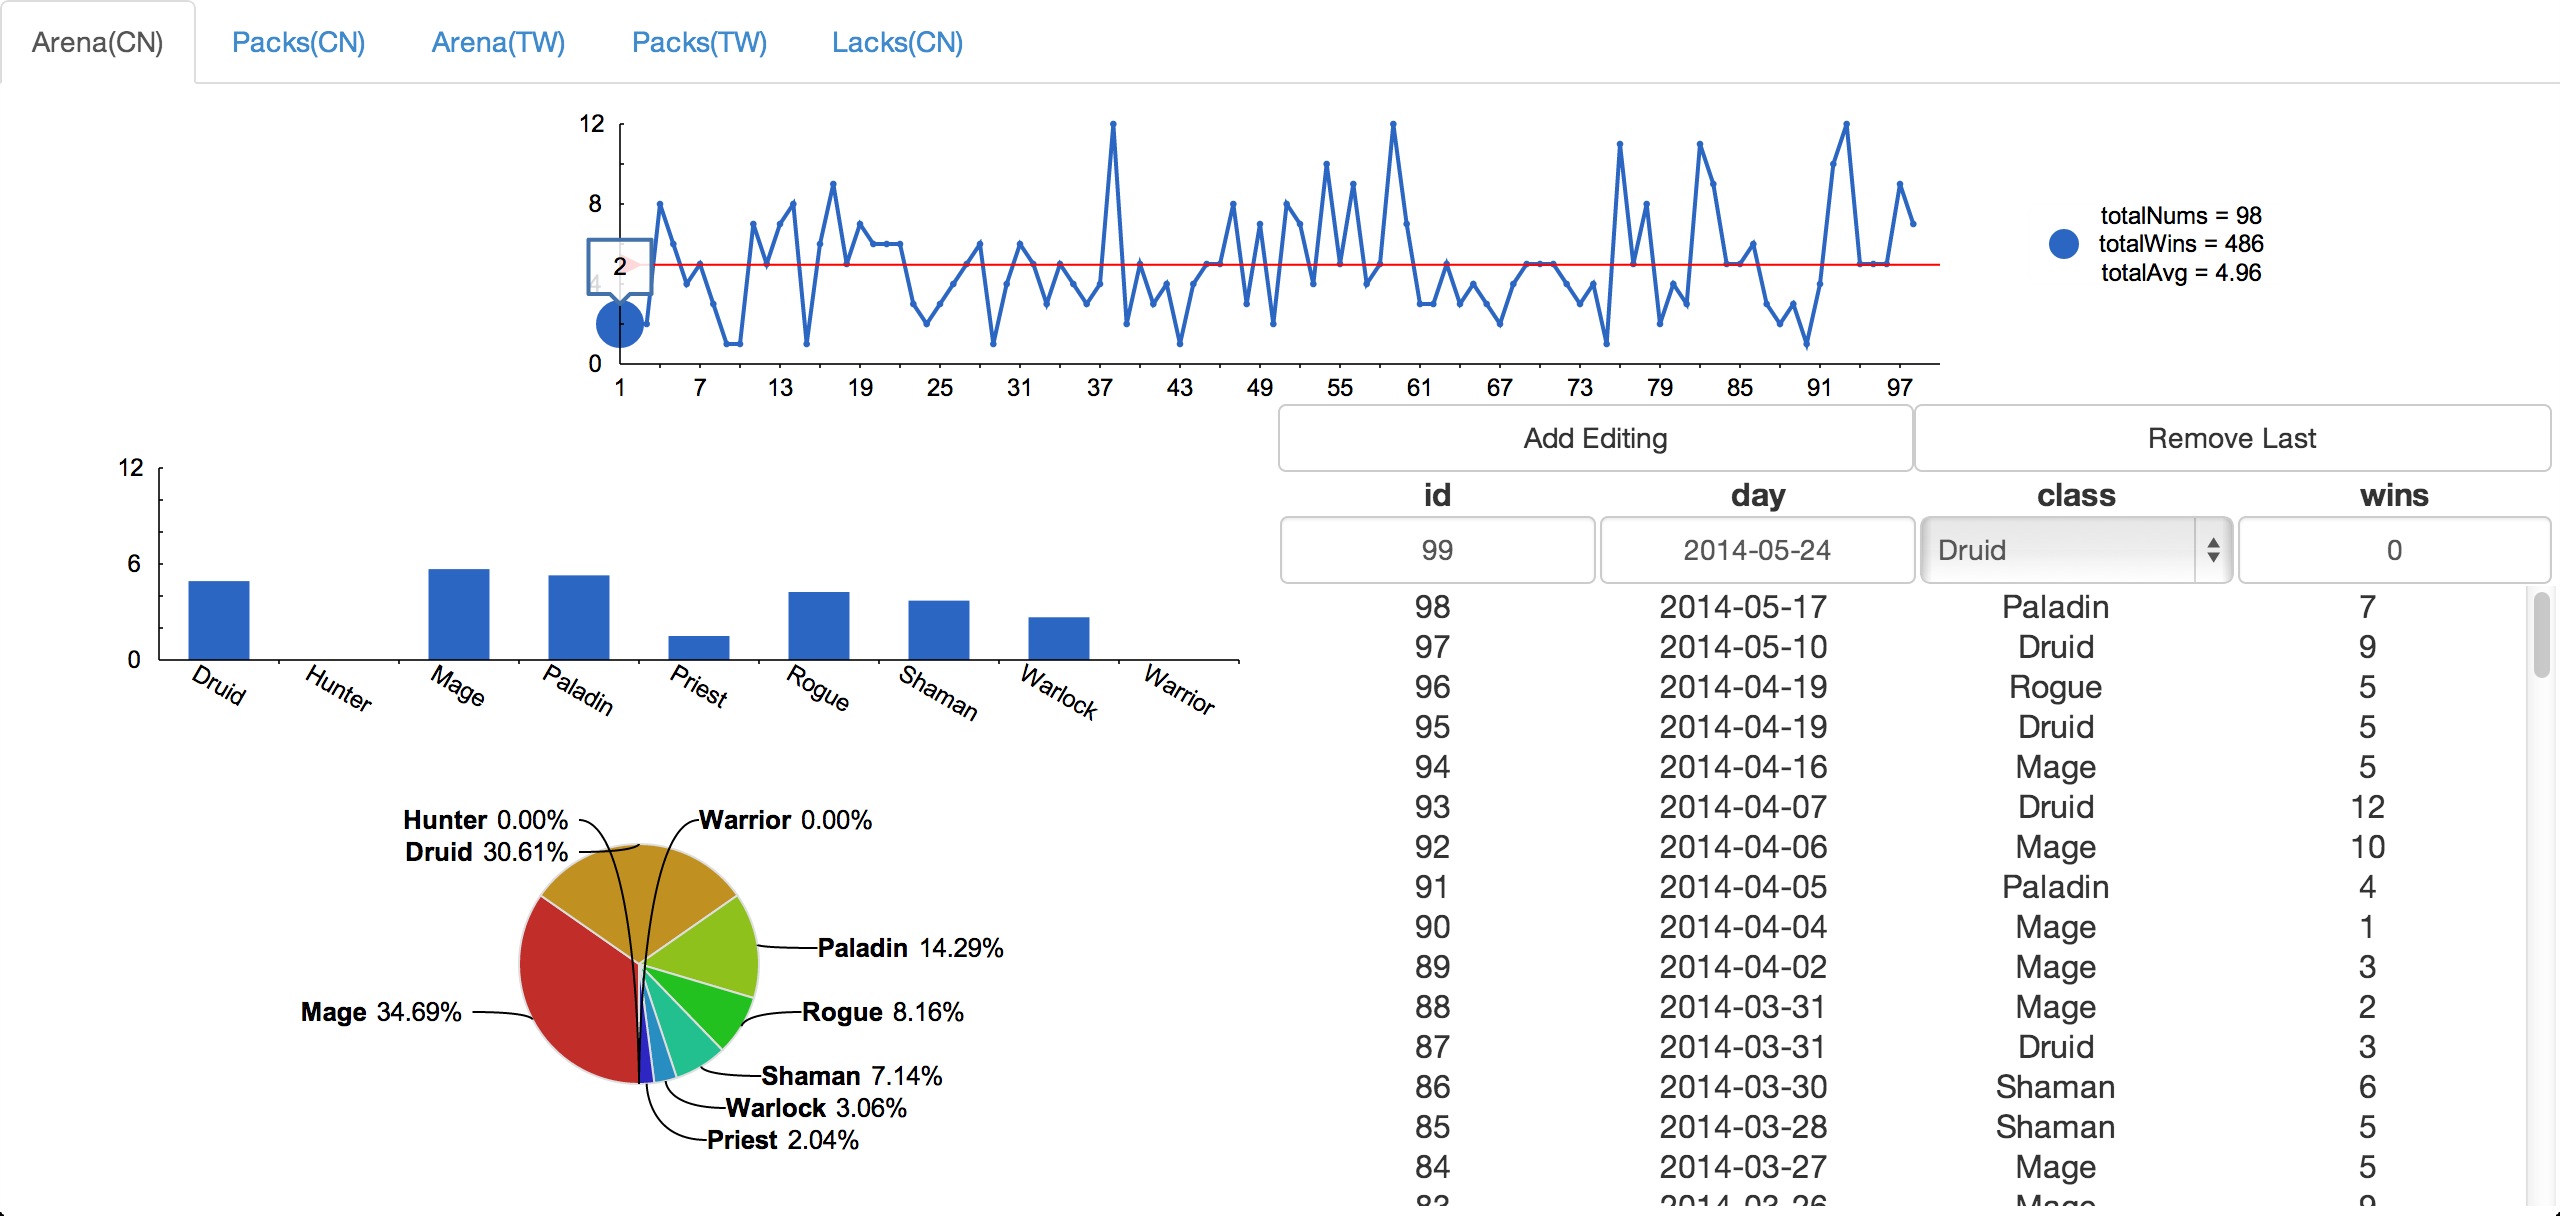 Arena(CN) Packs(CN) Arena(TW) Packs(TW) Lacks(CN)
12
8
4
0
2
1 7 13 19 25 31 37 43 49 55 61 67 73 79 85 91 97
totalNums = 98
totalWins = 486
totalAvg = 4.96
12
6
0
Druid Hunter Mage Paladin Priest Rogue Shaman Warlock Warrior
Hunter 0.00% Warrior 0.00%
Druid 30.61%
Paladin 14.29%
Mage 34.69% Rogue 8.16%
Shaman 7.14%
Warlock 3.06%
Priest 2.04%
Add Editing Remove Last
id day class wins
99 2014-05-24 Druid 0
98 2014-05-17 Paladin 7
97 2014-05-10 Druid 9
96 2014-04-19 Rogue 5
95 2014-04-19 Druid 5
94 2014-04-16 Mage 5
93 2014-04-07 Druid 12
92 2014-04-06 Mage 10
91 2014-04-05 Paladin 4
90 2014-04-04 Mage 1
89 2014-04-02 Mage 3
88 2014-03-31 Mage 2
87 2014-03-31 Druid 3
86 2014-03-30 Shaman 6
85 2014-03-28 Shaman 5
84 2014-03-27 Mage 5
83 2014-03-26 Mage 9